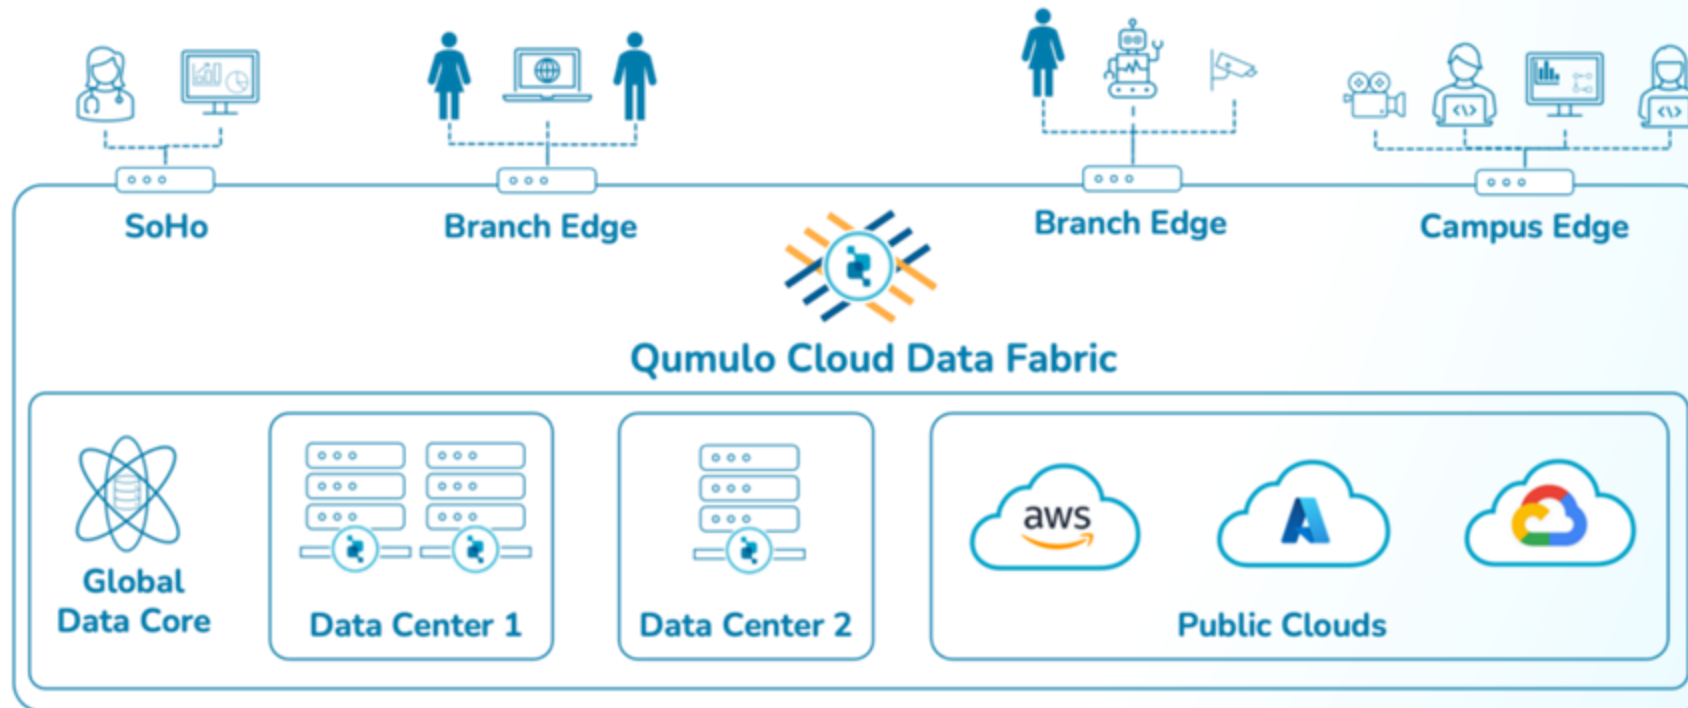 SoHo
Branch Edge
Branch Edge
Campus Edge
Qumulo Cloud Data Fabric
Global
Data Core
Data Center 1
Data Center 2
aws
Public Clouds